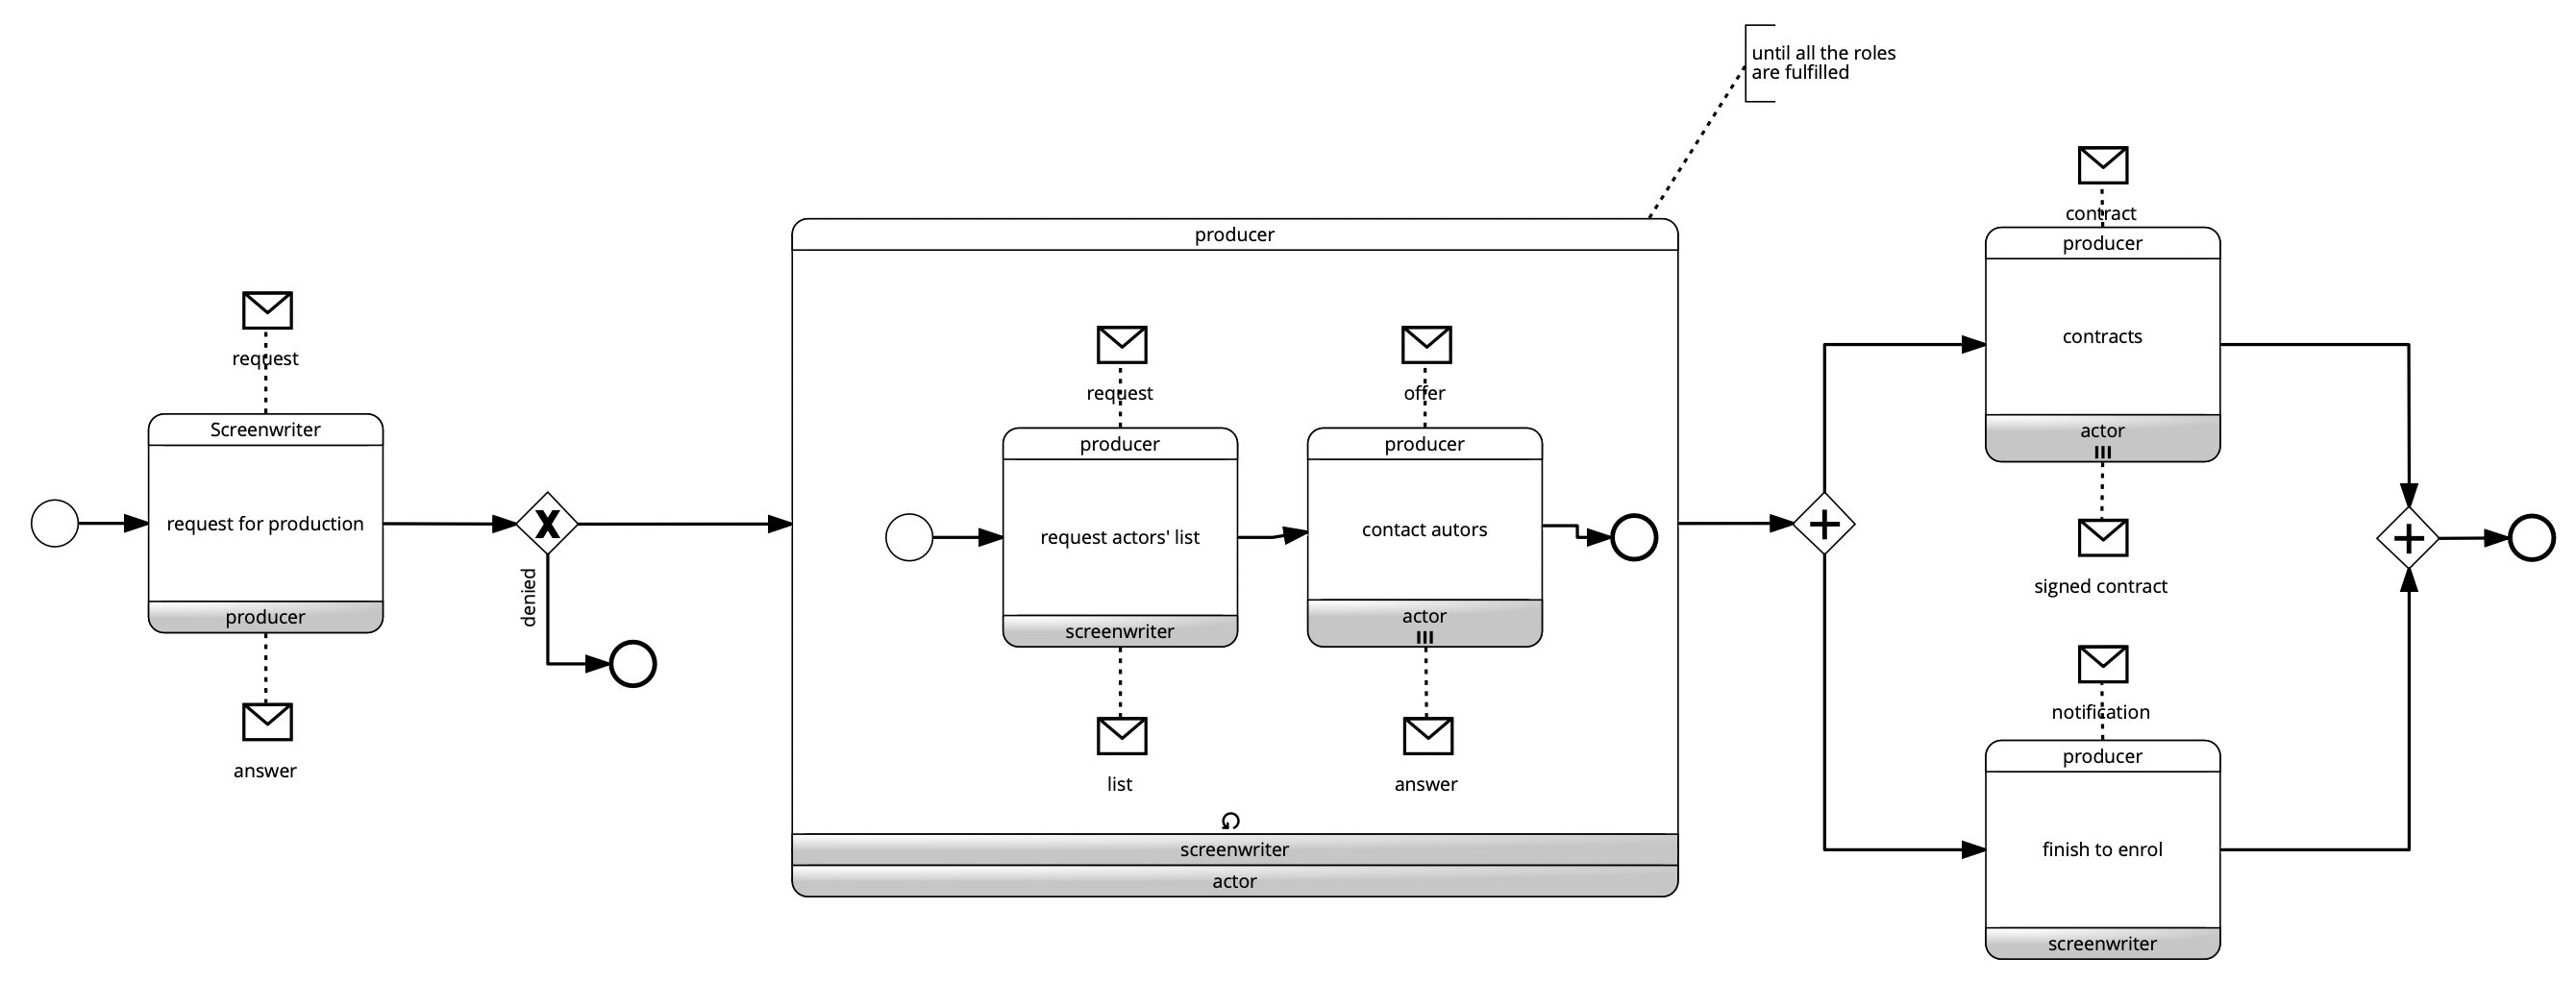 until all the roles
are fulfilled
request
Screenwriter
request for production
producer
answer
denied
producer
request
producer
request actors' list
screenwriter
list
offer
producer
contact autors
actor
answer
screenwriter
actor
contract
producer
contracts
actor
signed contract
notification
producer
finish to enrol
screenwriter